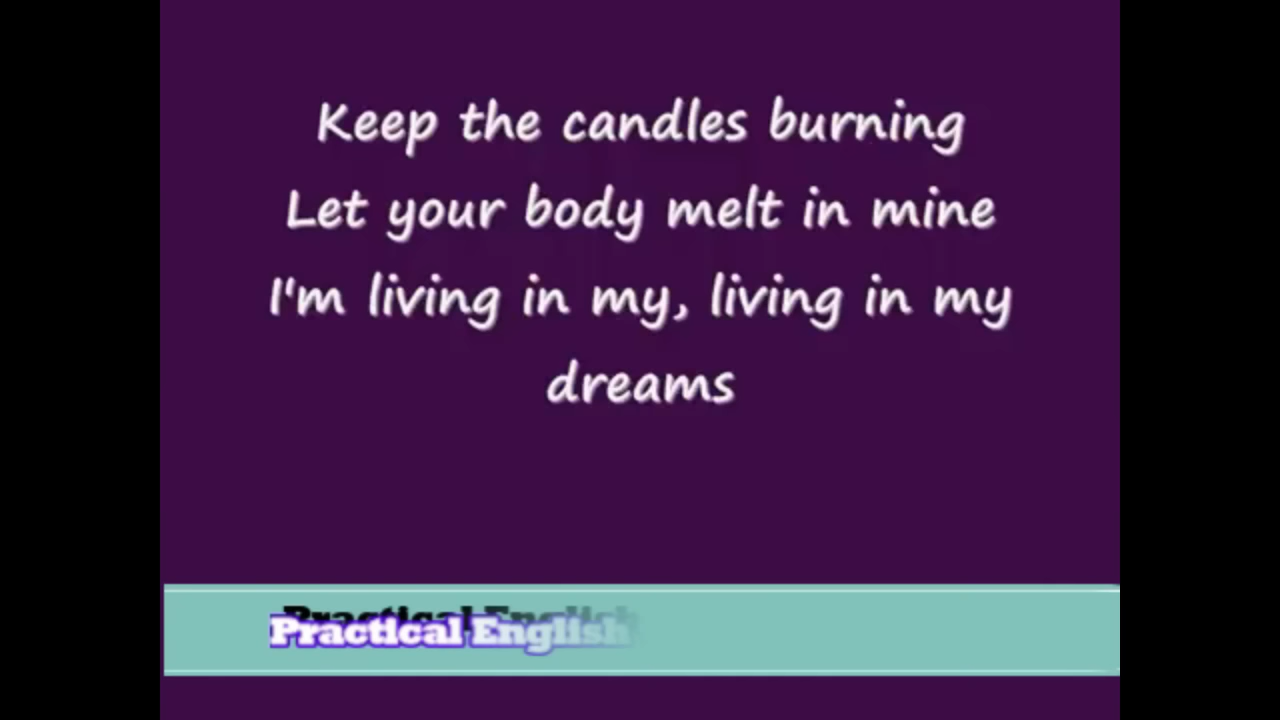 Keep the candles burning
Let your body melt in mine
I'm living in my, living in my
dreams
Practical English